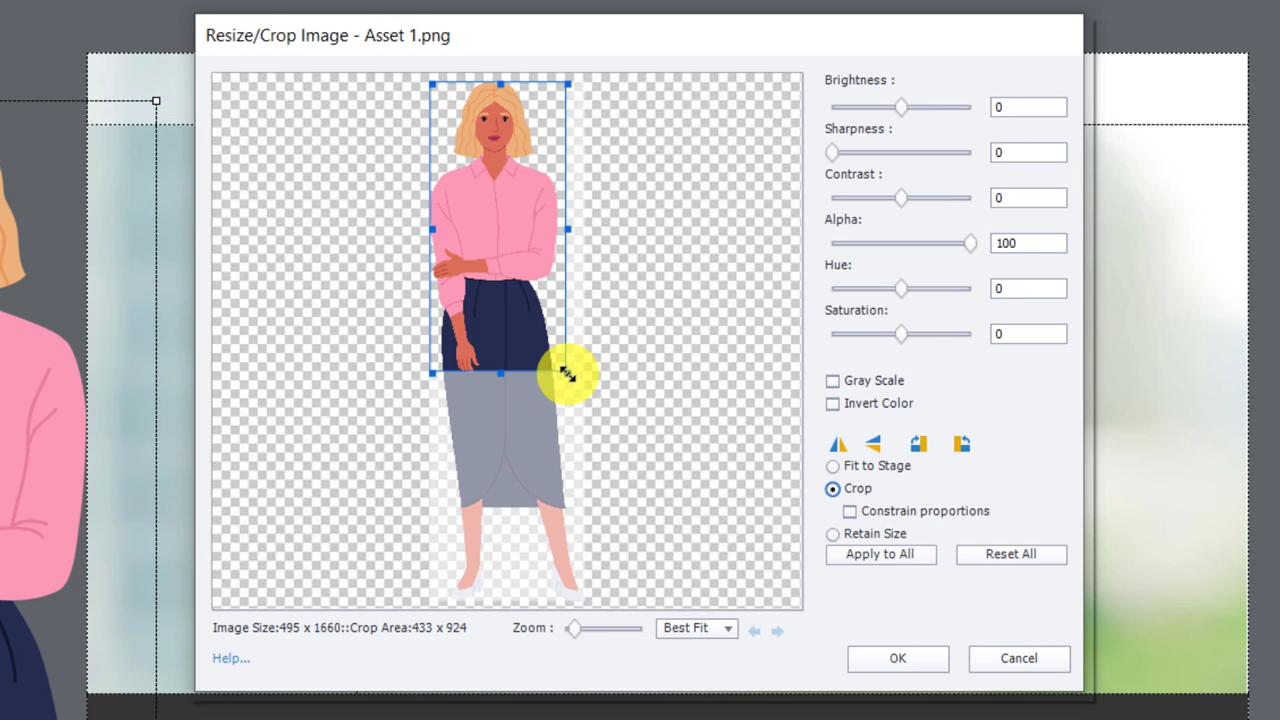 Resize/Crop Image - Asset 1.png
Brightness :
0
Sharpness :
0
Contrast :
0
Alpha:
100
Hue:
0
Saturation:
0
Gray Scale
Invert Color
Fit to Stage
Crop
Constrain proportions
Retain Size
Apply to All Reset All
Image Size:495 x 1660::Crop Area:433 x 924 Zoom : Best Fit
Help...
OK Cancel